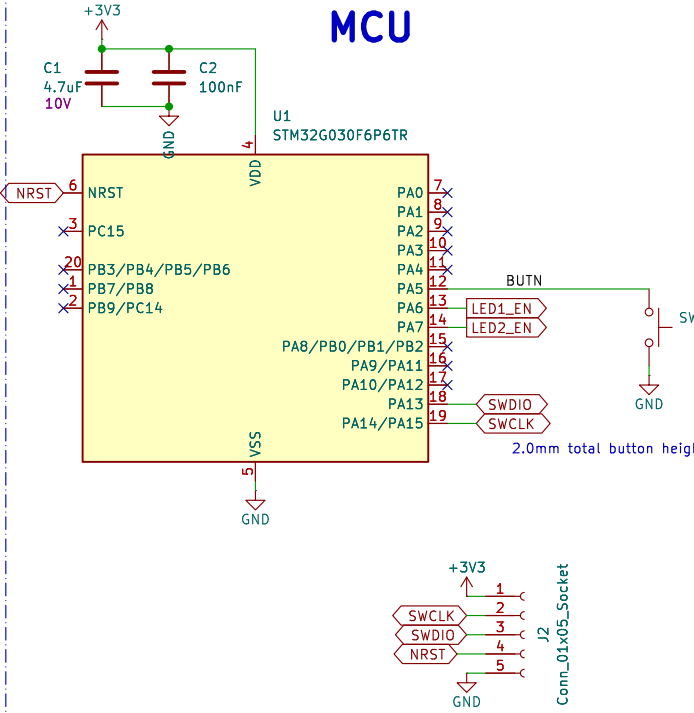 MCU
+3V3
C1
4.7uF
10V
C2
100nF
GND
U1
STM32G030F6P6TR
4
VDD
NRST
6
NRST
3
PC15
20
PB3/PB4/PB5/PB6
1
PB7/PB8
2
PB9/PC14
PA0
7
PA1
8
PA2
9
PA3
10
PA4
11
PA5
12
BUTN
PA6
13
LED1_EN
PA7
14
LED2_EN
PA8/PB0/PB1/PB2
15
PA9/PA11
16
PA10/PA12
17
PA13
18
SWDIO
PA14/PA15
19
SWCLK
SW
GND
2.0mm total button heig
VSS
5
GND
+3V3
1
SWCLK
2
SWDIO
3
NRST
4
5
GND
J2
Conn_01x05_Socket